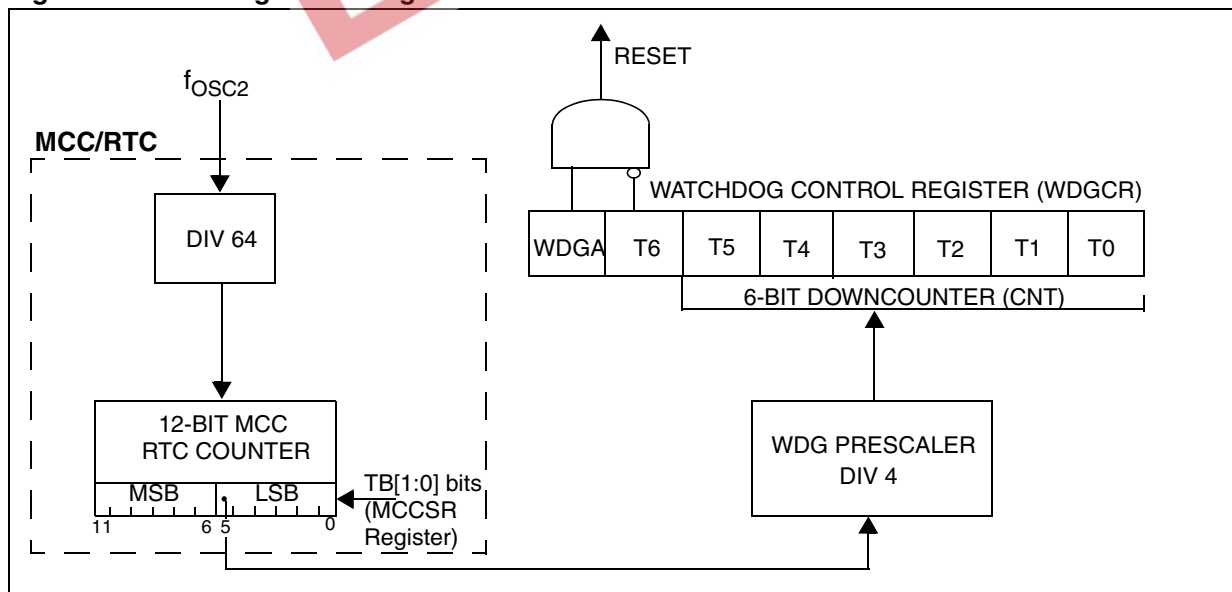 fOSC2
MCC/RTC
DIV 64
12-BIT MCC
RTC COUNTER
MSB
LSB
11
6
5
0
TB[1:0] bits
(MCCSR
Register)
RESET
WATCHDOG CONTROL REGISTER (WDGCR)
WDGA
T6
T5
T4
T3
T2
T1
T0
6-BIT DOWNCOUNTER (CNT)
WDG PRESCALER
DIV 4